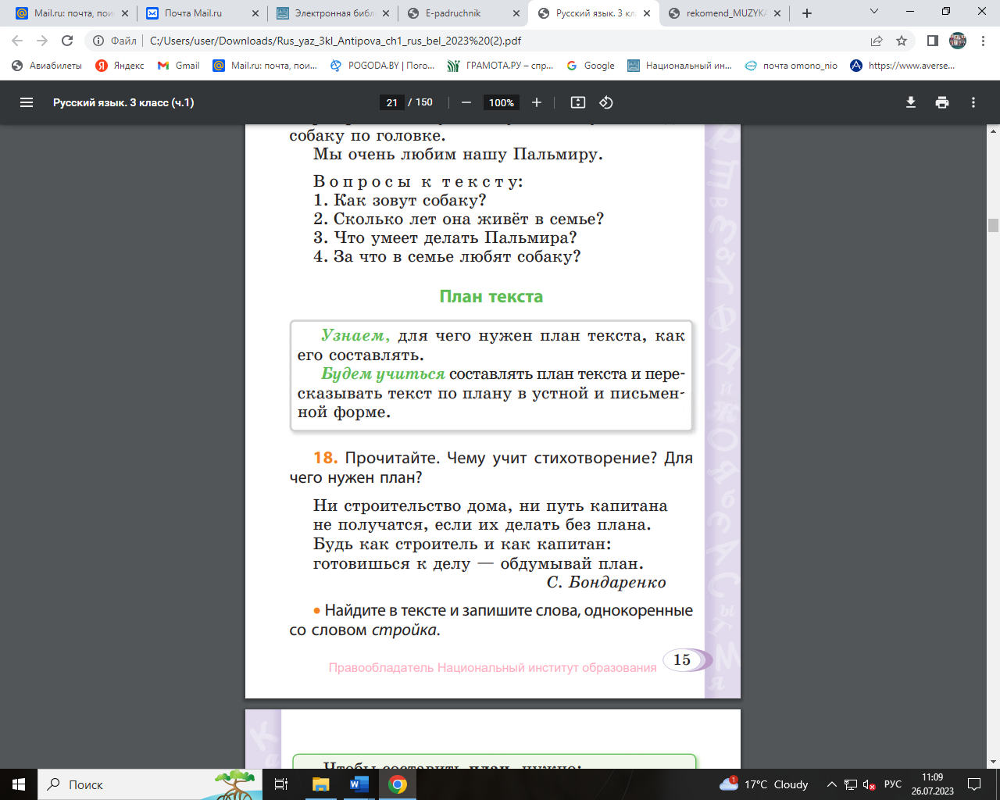 Mail.ru: почта, пои
Почта Mail.ru
Электронная библ
E-padruchnik
Русский язык. 3 кла
rekomend_MUZYKA
Файл | C:/Users/user/Downloads/Rus_yaz_3kl_Antipova_ch1_rus_bel_2023%20(2).pdf
Авиабилеты
Яндекс
Gmail
Mail.ru: почта, пои...
POGODA.BY | Пого...
ГРАМОТА.РУ – спр...
Google
Национальный ин...
почта omono_nio
https://www.averse...
Русский язык. 3 класс (ч.1)
21 / 150
100%
собаку по головке.
Мы очень любим нашу Пальмиру.
Вопросы к тексту:
1. Как зовут собаку?
2. Сколько лет она живёт в семье?
3. Что умеет делать Пальмира?
4. За что в семье любят собаку?
План текста
Узнаем, для чего нужен план текста, как
его составлять.
Будем учиться составлять план текста и пере-
сказывать текст по плану в устной и письмен-
ной форме.
18. Прочитайте. Чему учит стихотворение? Для
чего нужен план?
Ни строительство дома, ни путь капитана
не получатся, если их делать без плана.
Будь как строитель и как капитан:
готовишься к делу — обдумывай план.
С. Бондаренко
• Найдите в тексте и запишите слова, однокоренные
со словом стройка.
15
Правообладатель Национальный институт образования
Чтобы составить план, нужно:
Поиск
17°C Cloudy
РУС
11:09
26.07.2023